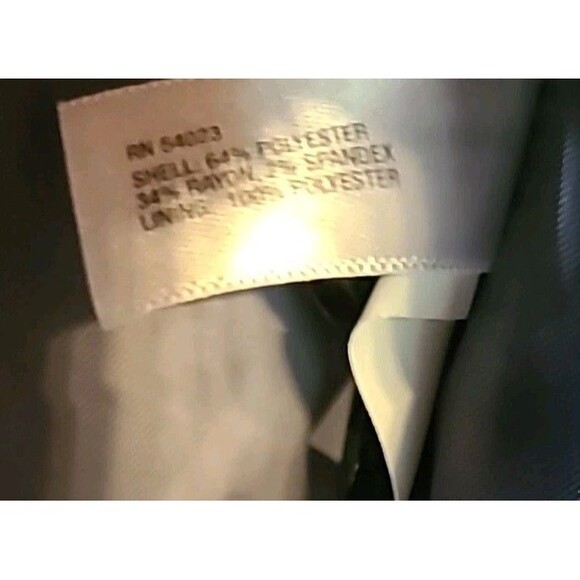 RN 54023
SHELL, 64% POLYESTER
34% RAYON, 2% SPANDEX
LINING: 100% POLYESTER